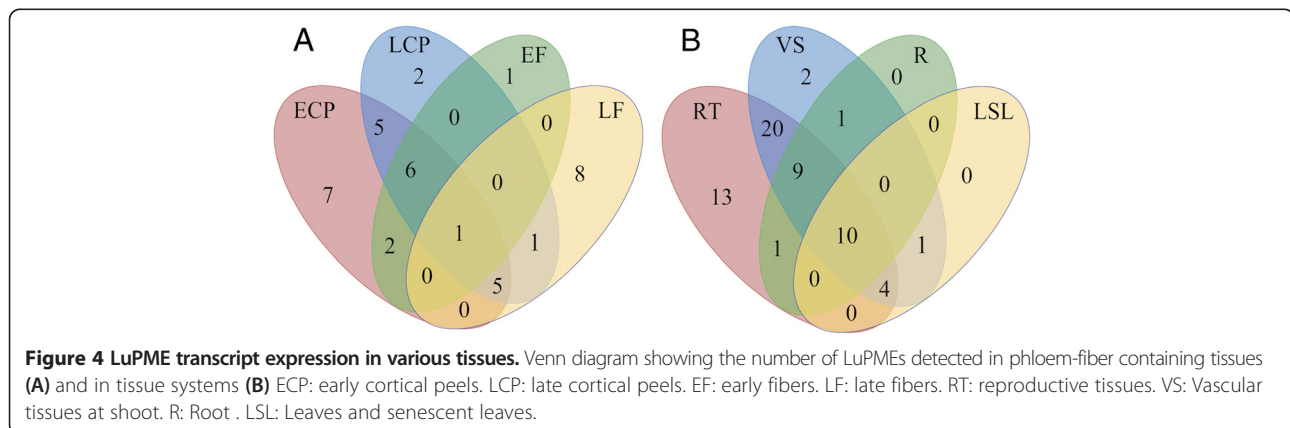 A
B
LCP
EF
VS
R
2
1
2
0
ECP
5
0
0
LF
RT
20
1
0
LSL
7
6
0
8
13
9
0
0
2
1
1
1
10
1
0
5
0
4
0
0
Figure 4 LuPME transcript expression in various tissues. Venn diagram showing the number of LuPMEs detected in phloem-fiber containing tissues
(A) and in tissue systems (B) ECP: early cortical peels. LCP: late cortical peels. EF: early fibers. LF: late fibers. RT: reproductive tissues. VS: Vascular
tissues at shoot. R: Root . LSL: Leaves and senescent leaves.